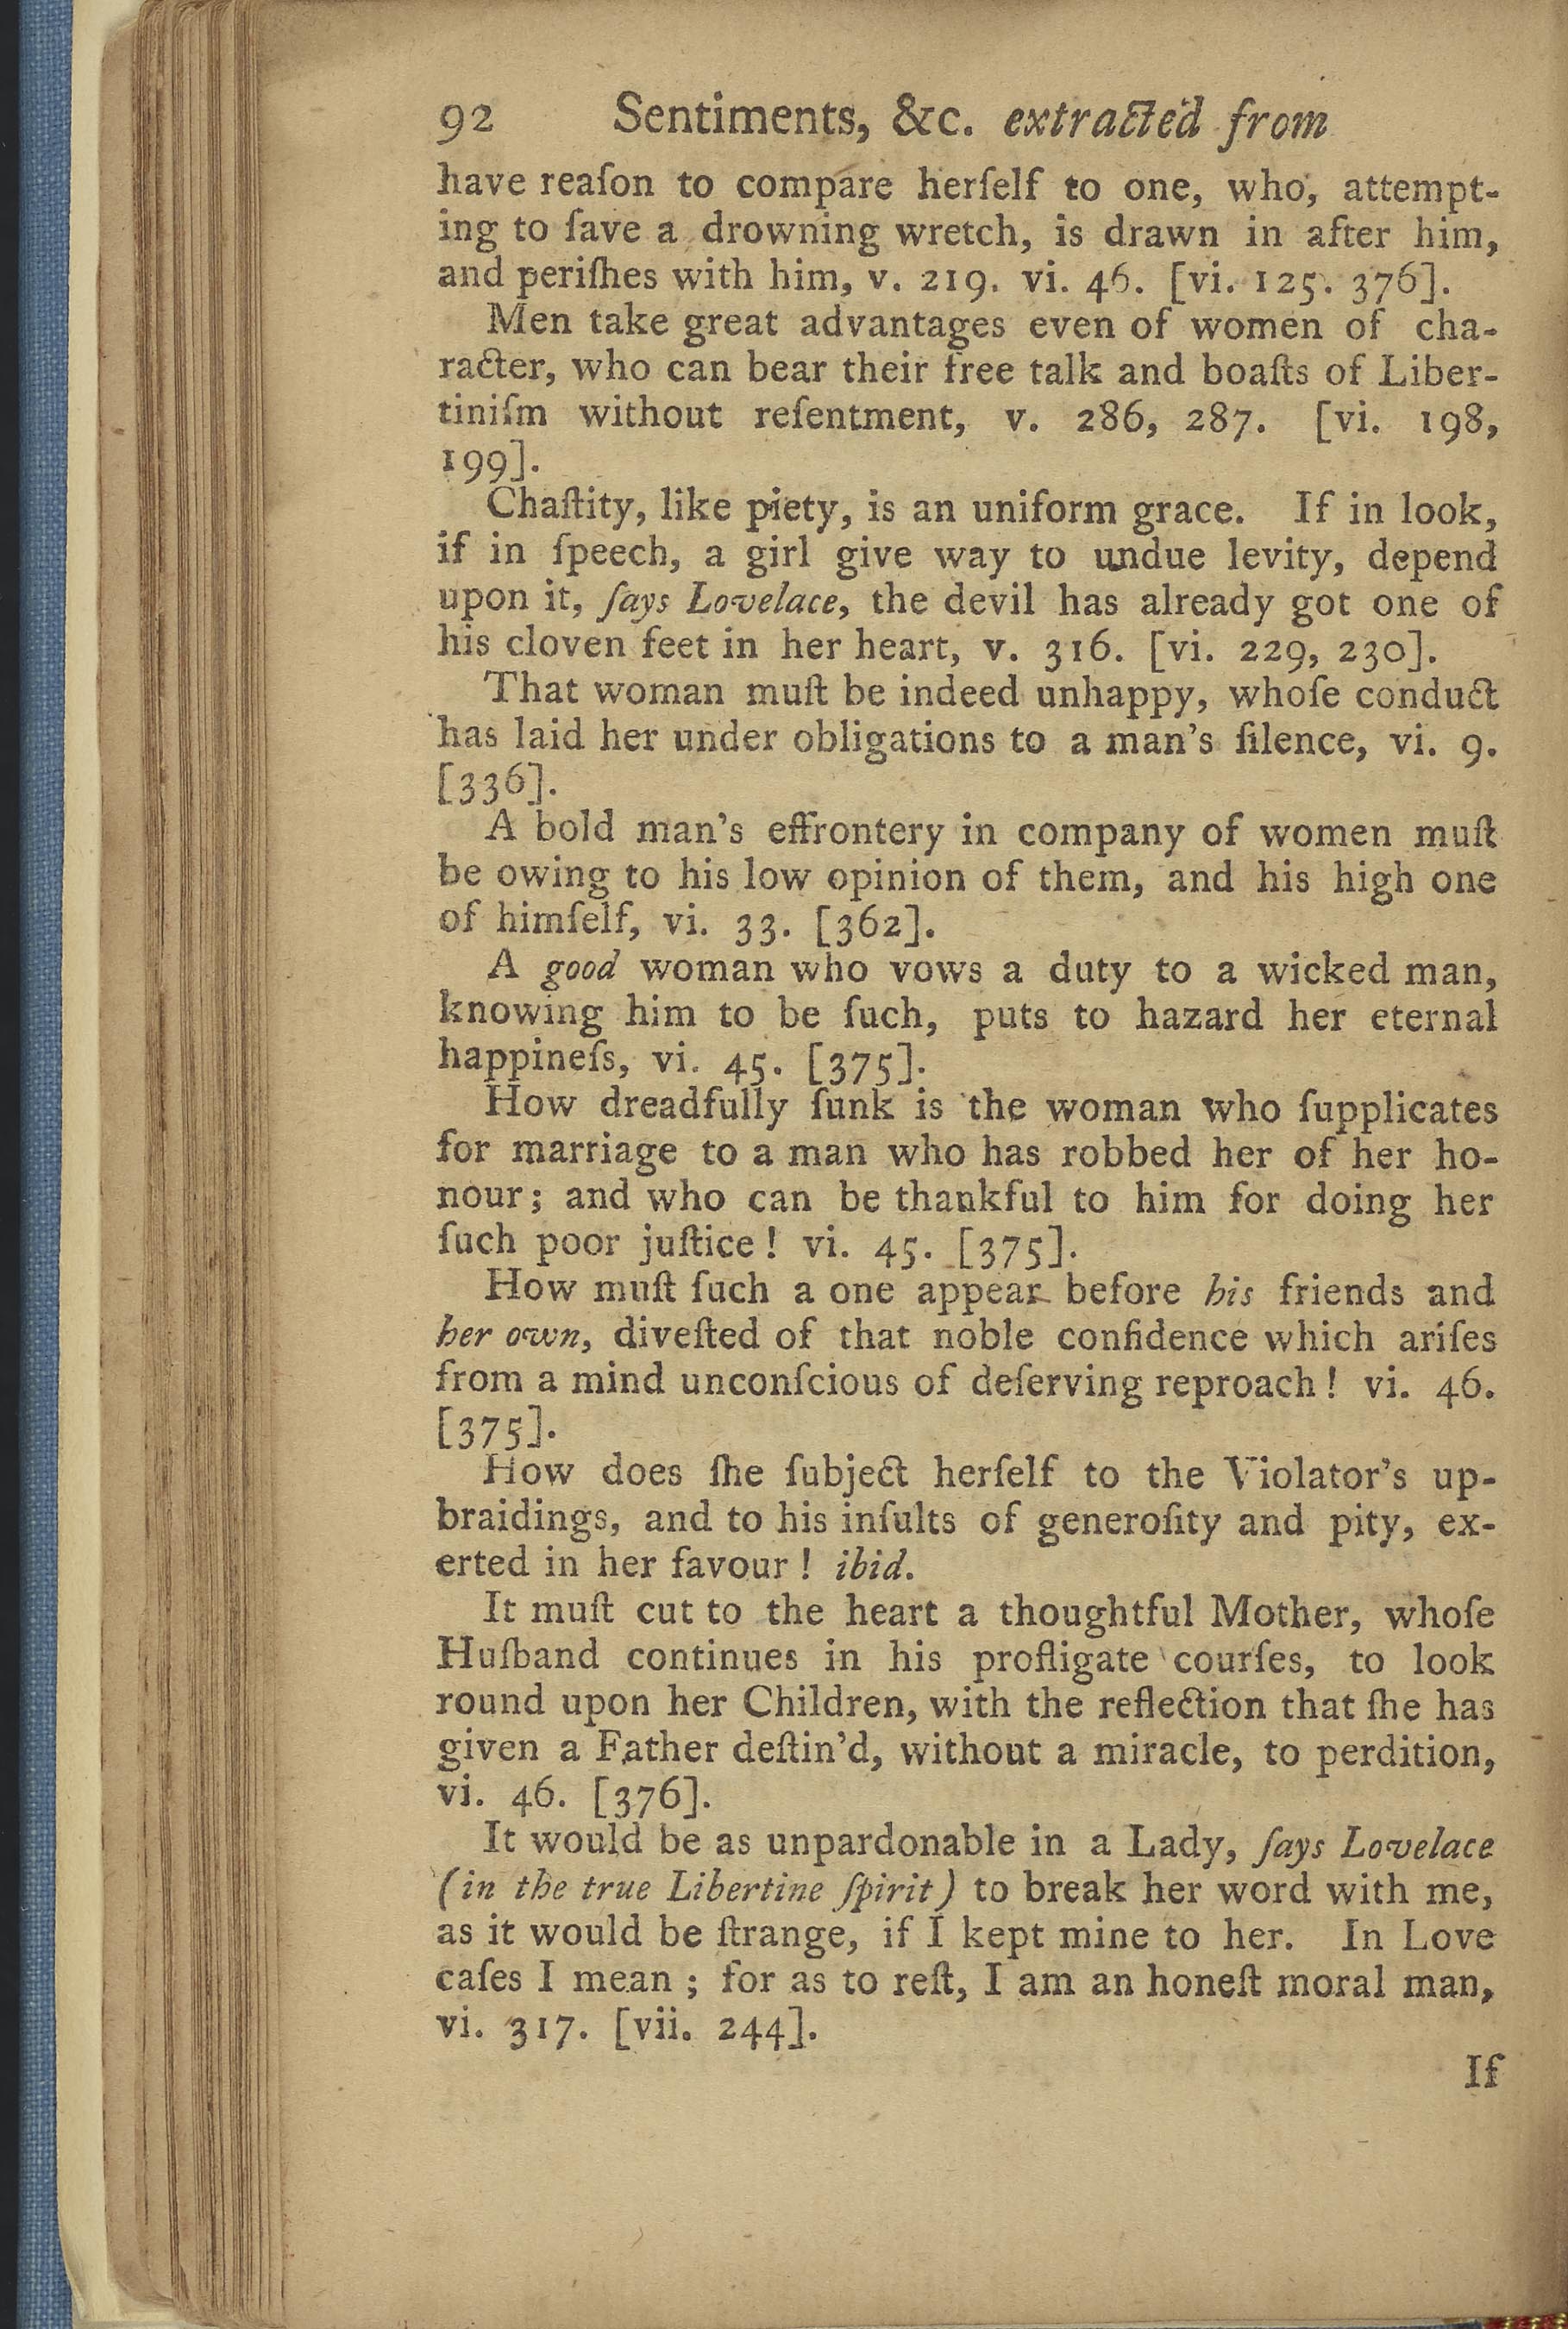 92 Sentiments, &c. extracted from
have reaſon to compare herſelf to one, who, attempt-
ing to ſave a drowning wretch, is drawn in after him,
and periſhes with him, v. 219. vi. 46. [vi. 125. 376].
Men take great advantages even of women of cha-
racter, who can bear their free talk and boaſts of Liber-
tiniſm without reſentment, v. 286, 287. [vi. 198,
199].
Chaſtity, like piety, is an uniform grace. If in look,
if in ſpeech, a girl give way to undue levity, depend
upon it, ſays Lovelace, the devil has already got one of
his cloven feet in her heart, v. 316. [vi. 229, 230].
That woman muſt be indeed unhappy, whoſe conduct
has laid her under obligations to a man's ſilence, vi. 9.
[336].
A bold man's effrontery in company of women muſt
be owing to his low opinion of them, and his high one
of himſelf, vi. 33. [362].
A good woman who vows a duty to a wicked man,
knowing him to be ſuch, puts to hazard her eternal
happineſs, vi. 45. [375].
How dreadfully ſunk is the woman who ſupplicates
for marriage to a man who has robbed her of her ho-
nour; and who can be thankful to him for doing her
ſuch poor juſtice! vi. 45. [375].
How muſt ſuch a one appear before his friends and
her own, diveſted of that noble confidence which ariſes
from a mind unconſcious of deſerving reproach! vi. 46.
[375].
How does ſhe ſubject herſelf to the Violator's up-
braidings, and to his inſults of generoſity and pity, ex-
erted in her favour! ibid.
It muſt cut to the heart a thoughtful Mother, whoſe
Huſband continues in his profligate courſes, to look
round upon her Children, with the reflection that ſhe has
given a Father deſtin'd, without a miracle, to perdition,
vi. 46. [376].
It would be as unpardonable in a Lady, ſays Lovelace
(in the true Libertine ſpirit) to break her word with me,
as it would be ſtrange, if I kept mine to her. In Love
caſes I mean; for as to reſt, I am an honeſt moral man,
vi. 317. [vii. 244].
If